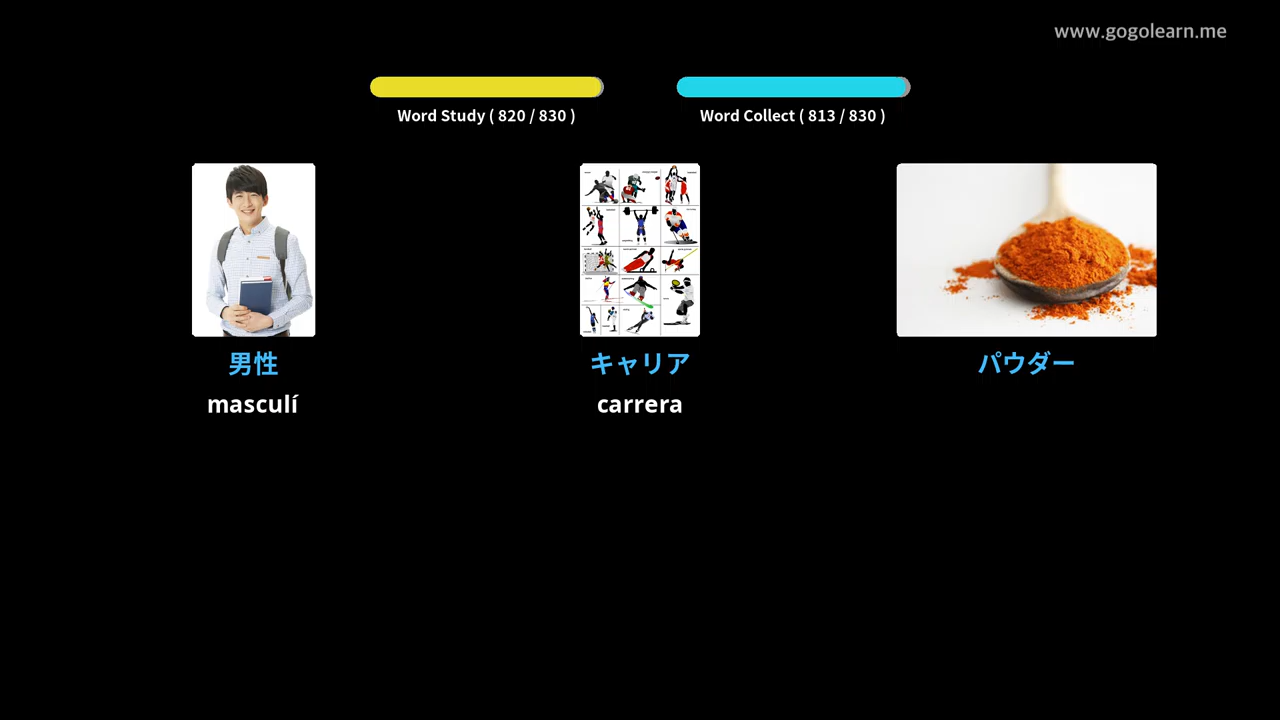 www.gogolearn.me
Word Study ( 820 / 830 )
Word Collect ( 813 / 830 )
男性
キャリア
パウダー
masculí
carrera